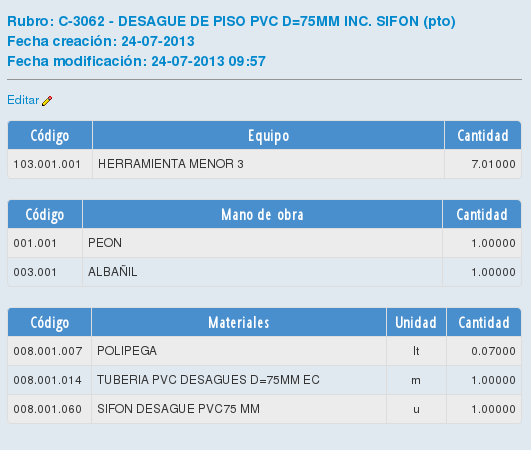 Rubro: C-3062 - DESAGUE DE PISO PVC D=75MM INC. SIFON (pto)
Fecha creación: 24-07-2013
Fecha modificación: 24-07-2013 09:57
Editar
Código Equipo Cantidad
103.001.001 HERRAMIENTA MENOR 3 7.01000
Código Mano de obra Cantidad
001.001 PEON 1.00000
003.001 ALBAÑIL 1.00000
Código Materiales Unidad Cantidad
008.001.007 POLIPEGA lt 0.07000
008.001.014 TUBERIA PVC DESAGUES D=75MM EC m 1.00000
008.001.060 SIFON DESAGUE PVC75 MM u 1.00000